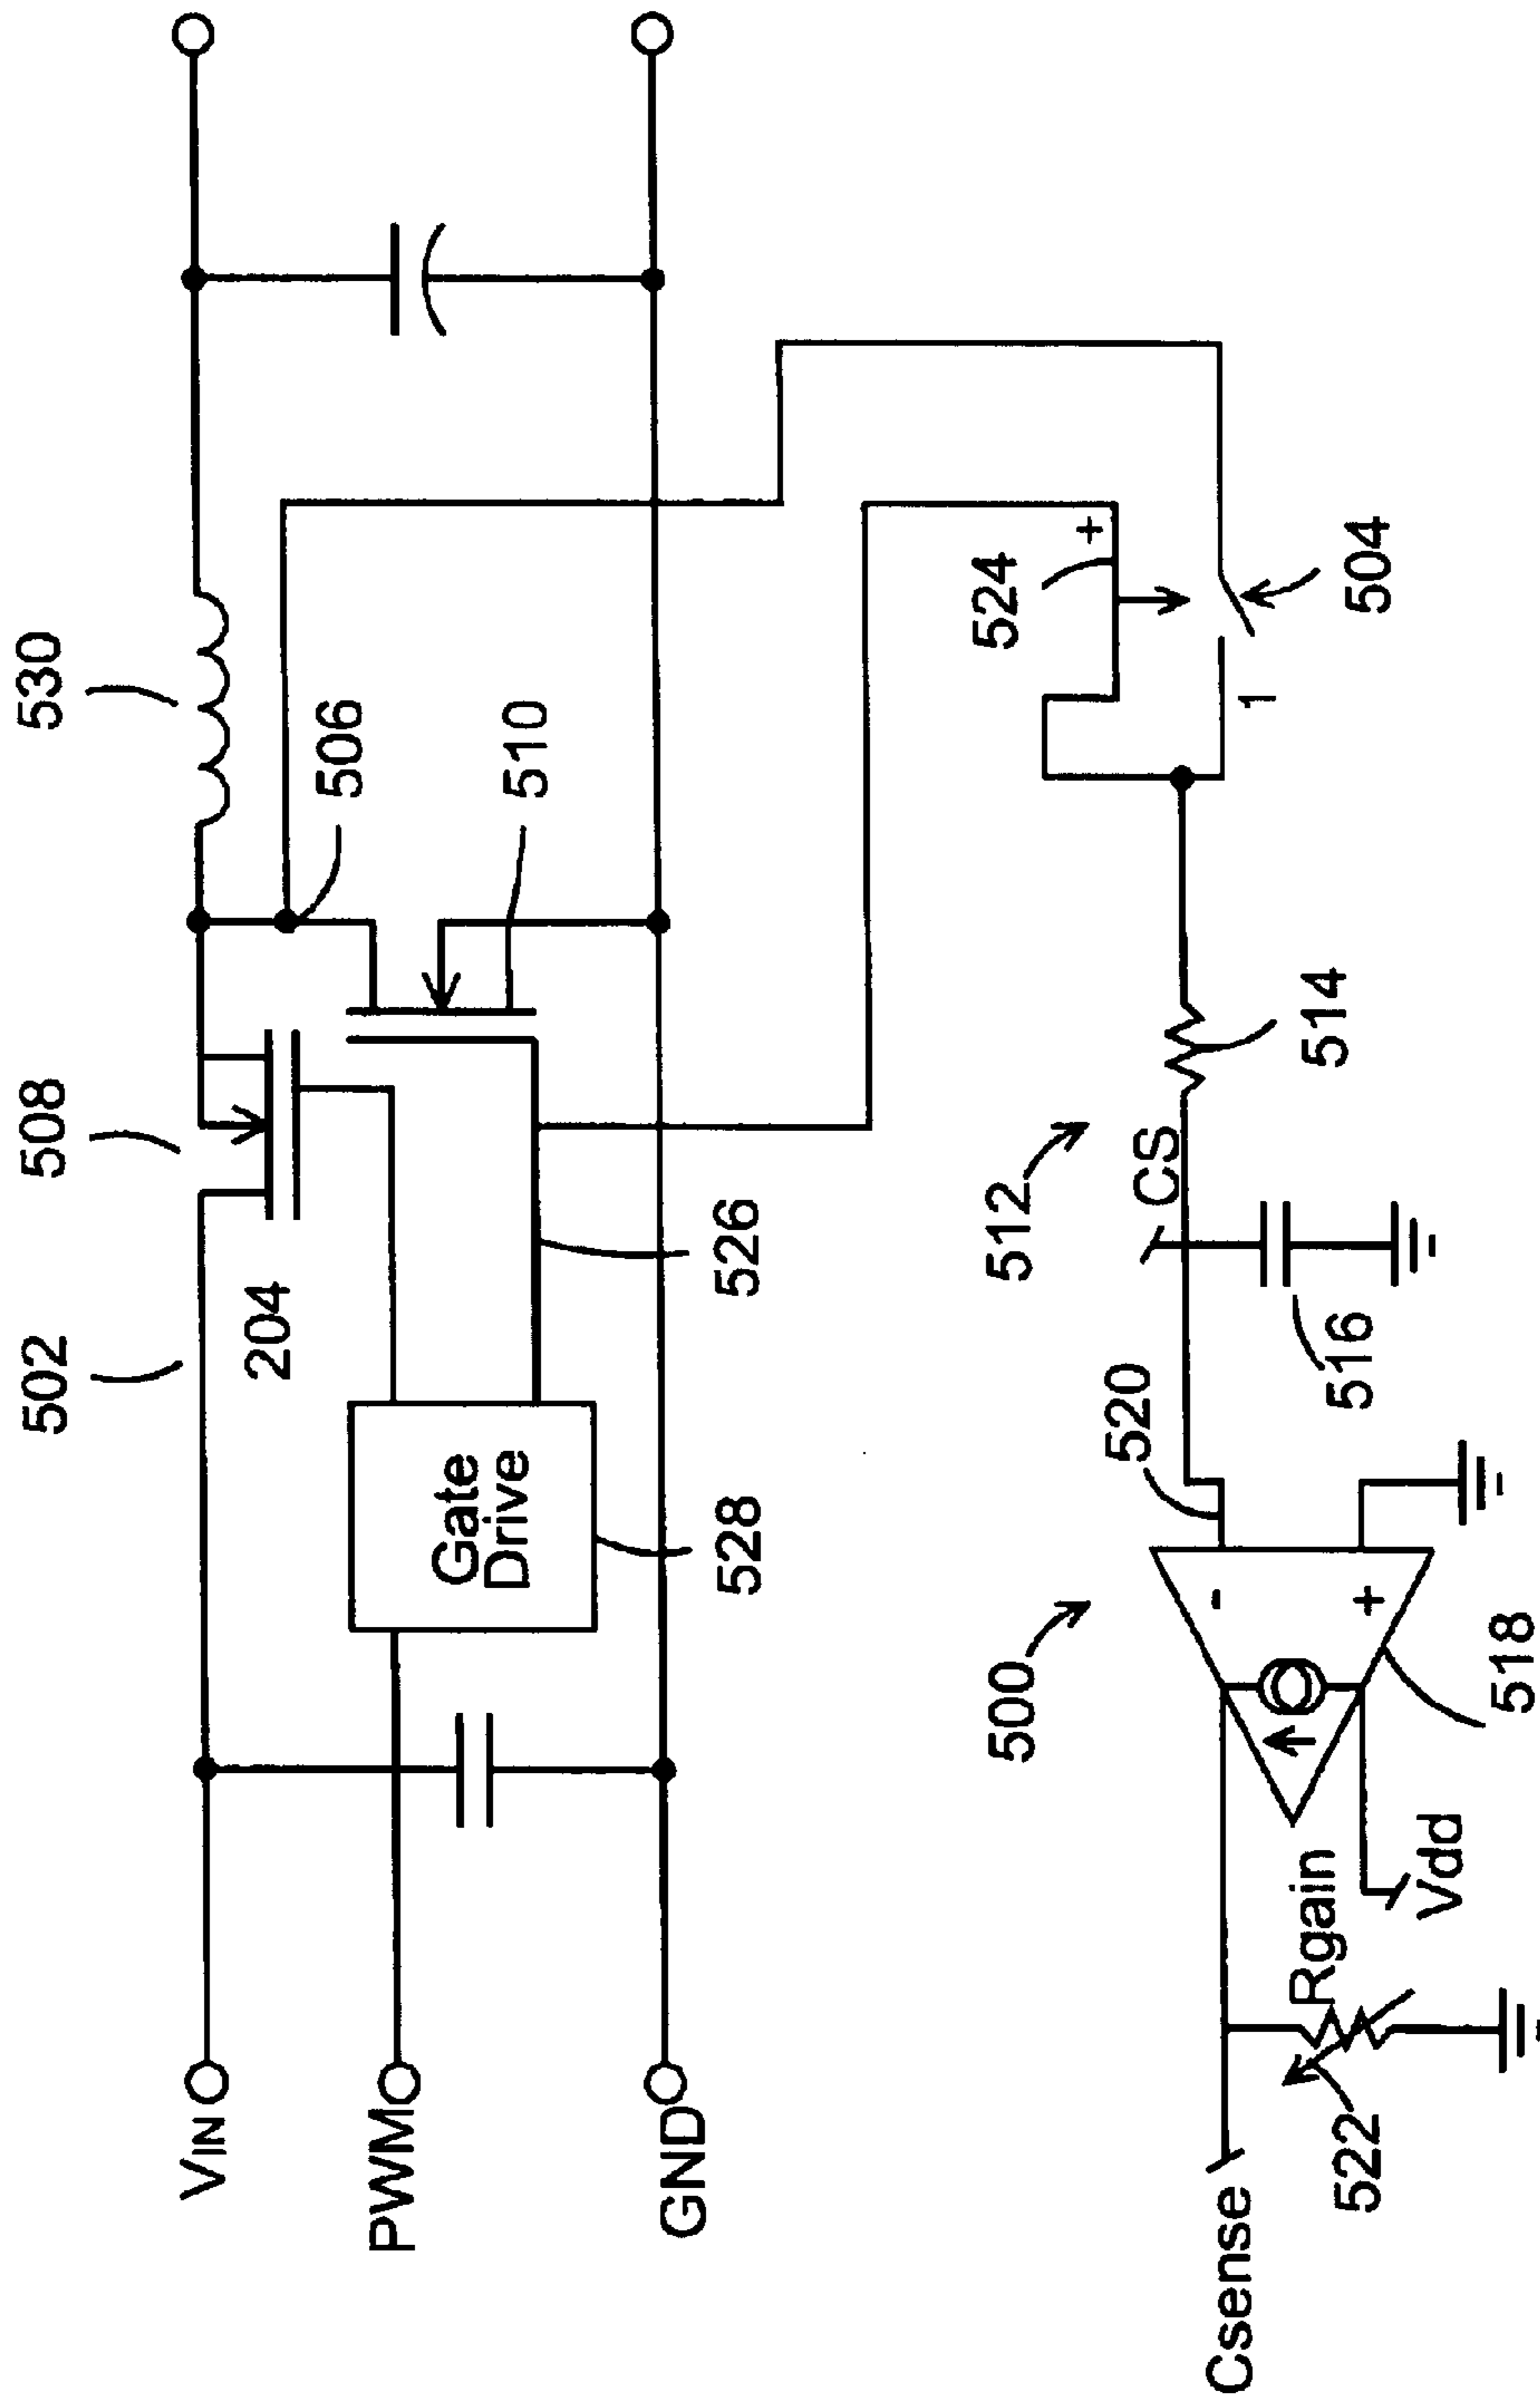 530
506
510
508
502
204
526
Gate
Drive
528
VIN
PWM
GND
524
+
504
1
514
512
CS
516
520
500
-
+
518
Vdd
Rgain
522
Csense